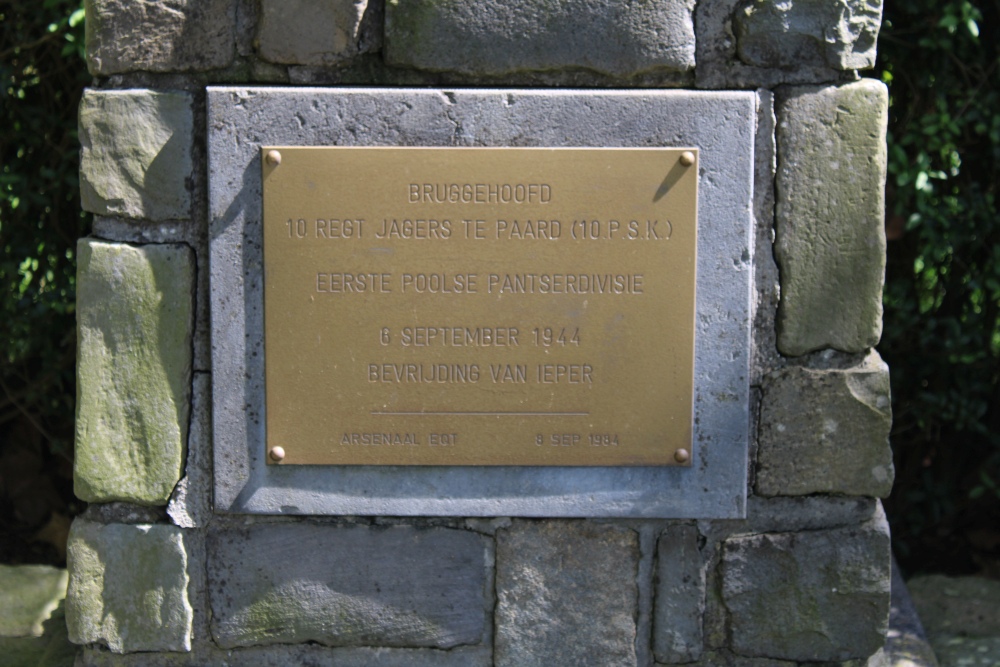 BRUGGEHOOFD
10 REGT JAGERS TE PAARD (10.P.S.K.)
EERSTE POOLSE PANTSERDIVISIE
6 SEPTEMBER 1944
BEVRIJDING VAN IEPER
ARSENAAL EGT 8 SEP 1984